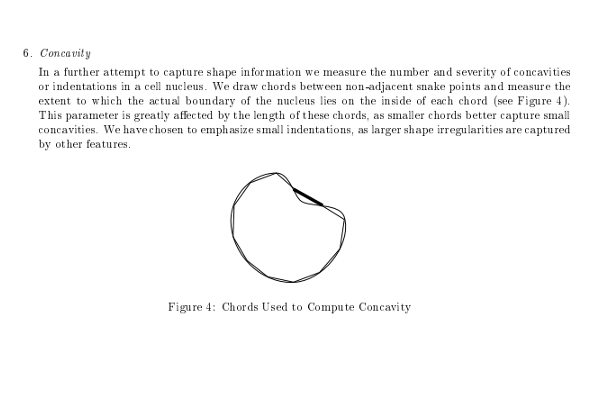 6. Concavity
In a further attempt to capture shape information we measure the number and severity of concavities
or indentations in a cell nucleus. We draw chords between non-adjacent snake points and measure the
extent to which the actual boundary of the nucleus lies on the inside of each chord (see Figure 4).
This parameter is greatly affected by the length of these chords, as smaller chords better capture small
concavities. We have chosen to emphasize small indentations, as larger shape irregularities are captured
by other features.
Figure 4: Chords Used to Compute Concavity